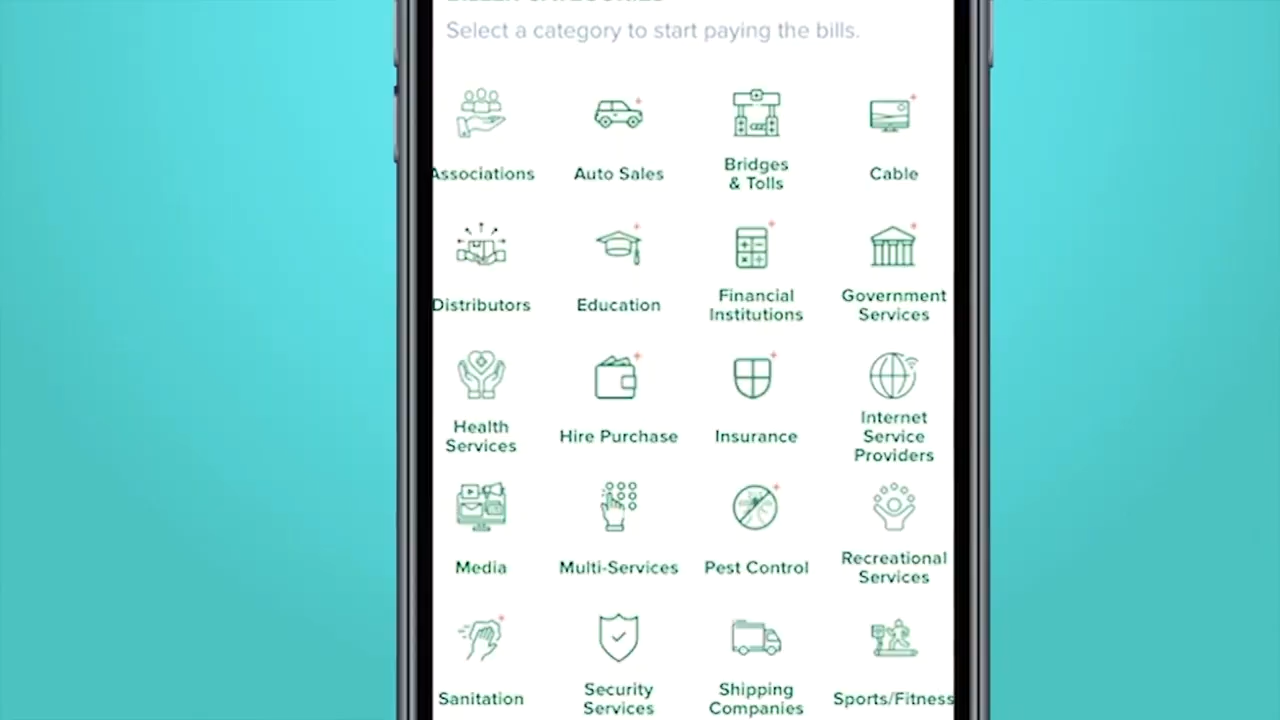 BILLER CATEGORIES
Select a category to start paying the bills.
Associations
Auto Sales
Bridges
& Tolls
Cable
Distributors
Education
Financial
Institutions
Government
Services
Health
Services
Hire Purchase
Insurance
Internet
Service
Providers
Media
Multi-Services
Pest Control
Recreational
Services
Sanitation
Security
Services
Shipping
Companies
Sports/Fitness